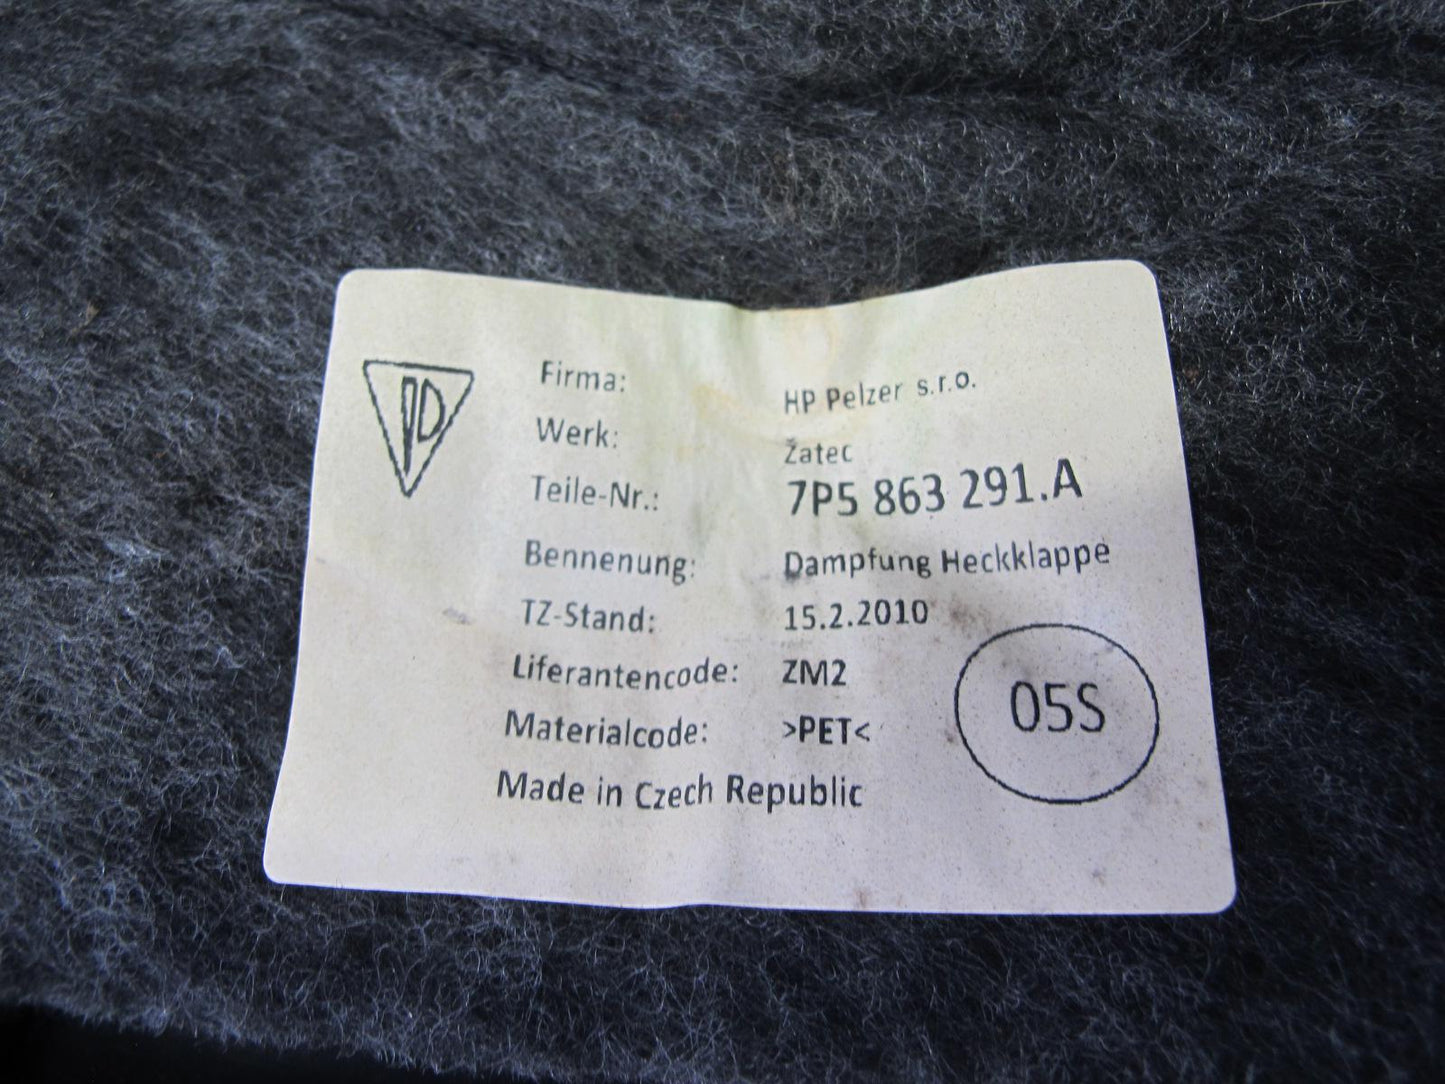 PD
Firma: HP Pelzer s.r.o.
Werk: Žatec
Teile-Nr.: 7P5 863 291.A
Bennenung: Dampfung Heckklappe
TZ-Stand: 15.2.2010
Liferantencode: ZM2
Materialcode: >PET<
Made in Czech Republic
05S